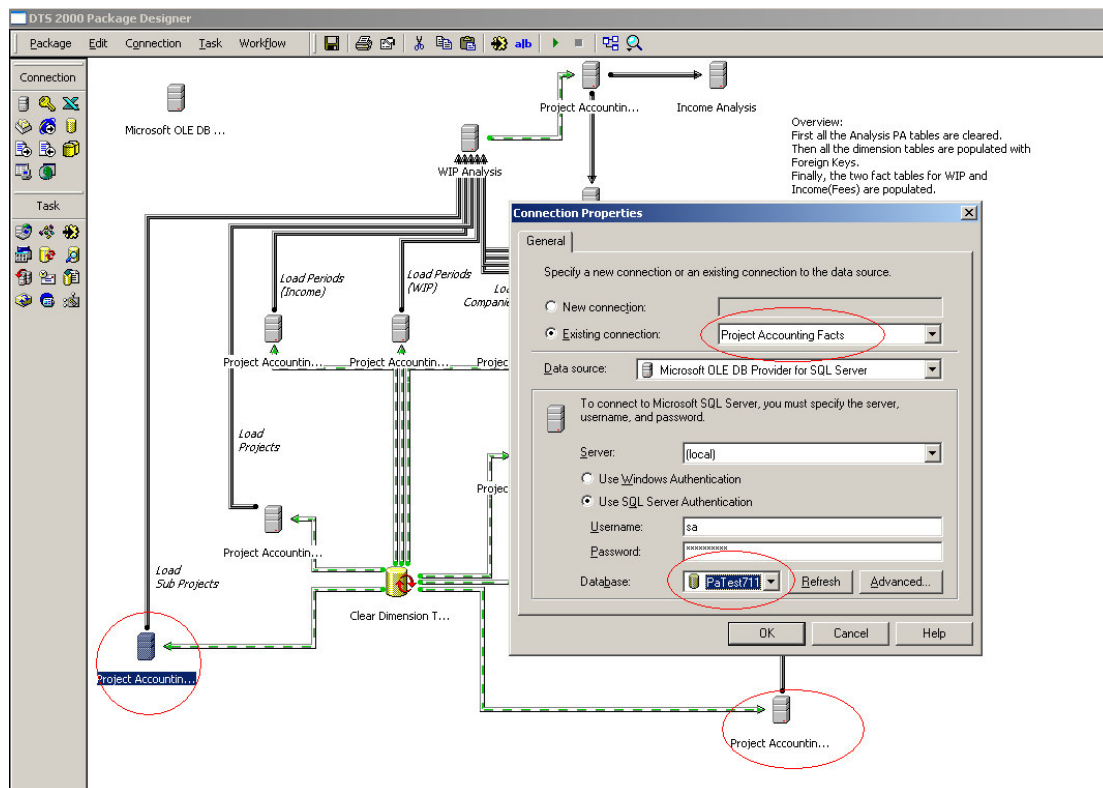 DTS 2000 Package Designer
Package Edit Connection Task Workflow
a|b
Connection
Task
Microsoft OLE DB ...
Project Accountin...
Income Analysis
WIP Analysis
Overview:
First all the Analysis PA tables are cleared.
Then all the dimension tables are populated with
Foreign Keys.
Finally, the two fact tables for WIP and
Income(Fees) are populated.
Load Periods
(Income)
Load Periods
(WIP)
Project Accountin...
Project Accountin...
Load
Projects
Project Accountin...
Load
Sub Projects
Clear Dimension T...
Project Accountin...
Project Accountin...
Connection Properties
General
Specify a new connection or an existing connection to the data source.
New connection:
Existing connection: Project Accounting Facts
Data source: Microsoft OLE DB Provider for SQL Server
To connect to Microsoft SQL Server, you must specify the server,
username, and password.
Server: (local)
Use Windows Authentication
Use SQL Server Authentication
Username: sa
Password: **********
Database: PaTest711 Refresh Advanced...
OK Cancel Help